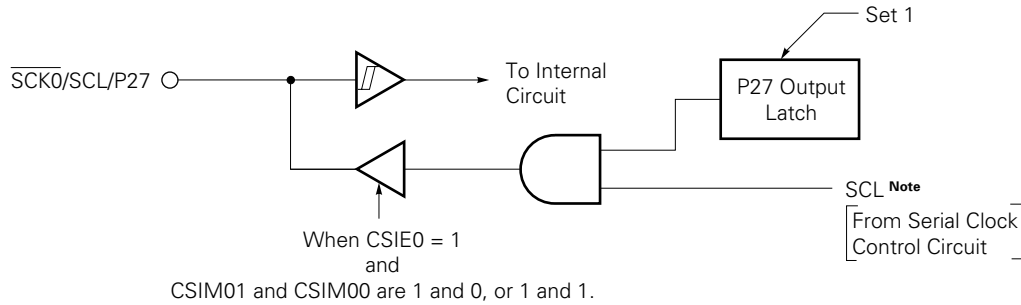 Set 1
SCK0/SCL/P27
To Internal
Circuit
P27 Output
Latch
SCL Note
From Serial Clock
Control Circuit
When CSIE0 = 1
and
CSIM01 and CSIM00 are 1 and 0, or 1 and 1.